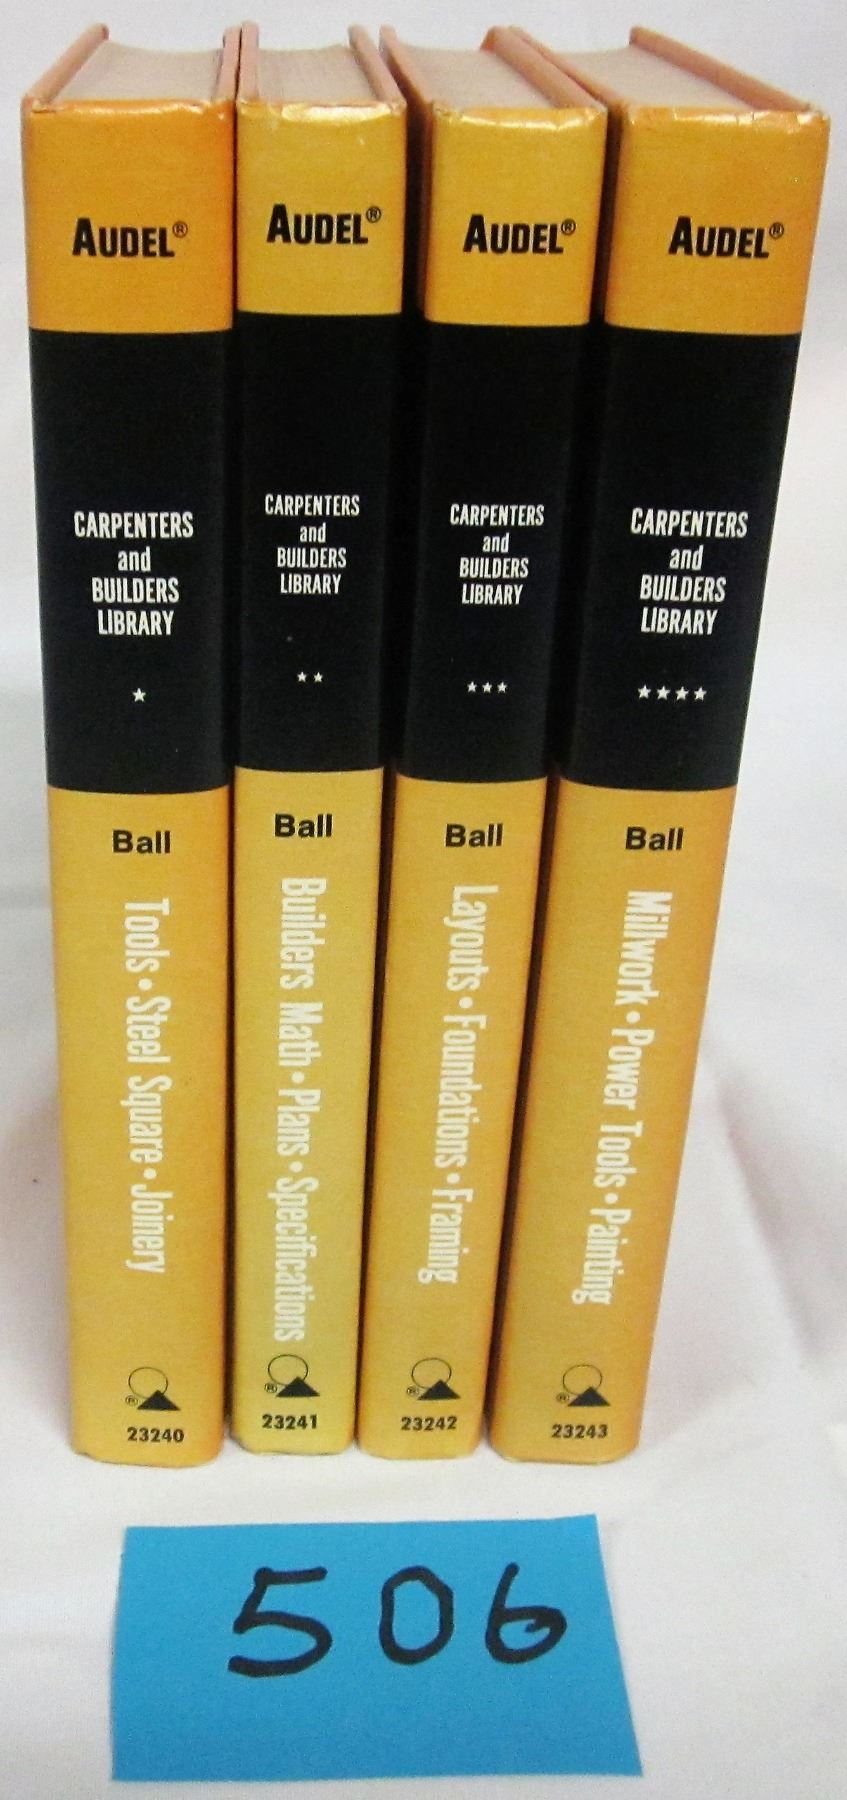 AUDEL®
CARPENTERS
and
BUILDERS
LIBRARY
★
Ball
Tools • Steel Square • Joinery
®
23240
AUDEL®
CARPENTERS
and
BUILDERS
LIBRARY
★★
Ball
Builders Math • Plans • Specifications
®
23241
AUDEL®
CARPENTERS
and
BUILDERS
LIBRARY
★★★
Ball
Layouts • Foundations • Framing
®
23242
AUDEL®
CARPENTERS
and
BUILDERS
LIBRARY
★★★★
Ball
Millwork • Power Tools • Painting
®
23243
506